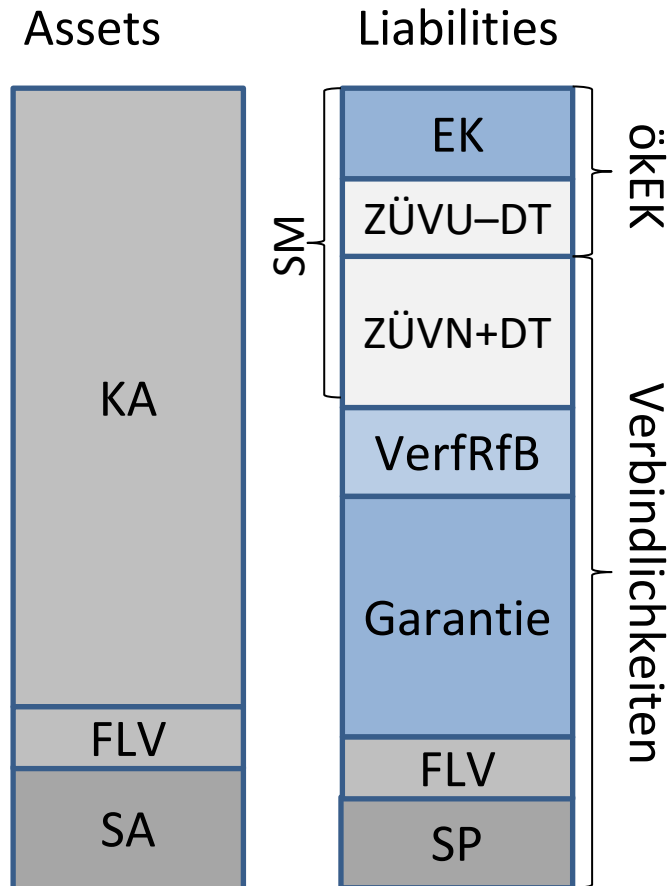 Assets
KA
FLV
SA
Liabilities
SM
EK
ZÜVU–DT
ZÜVN+DT
VerfRfB
Garantie
FLV
SP
ökEK
Verbindlichkeiten